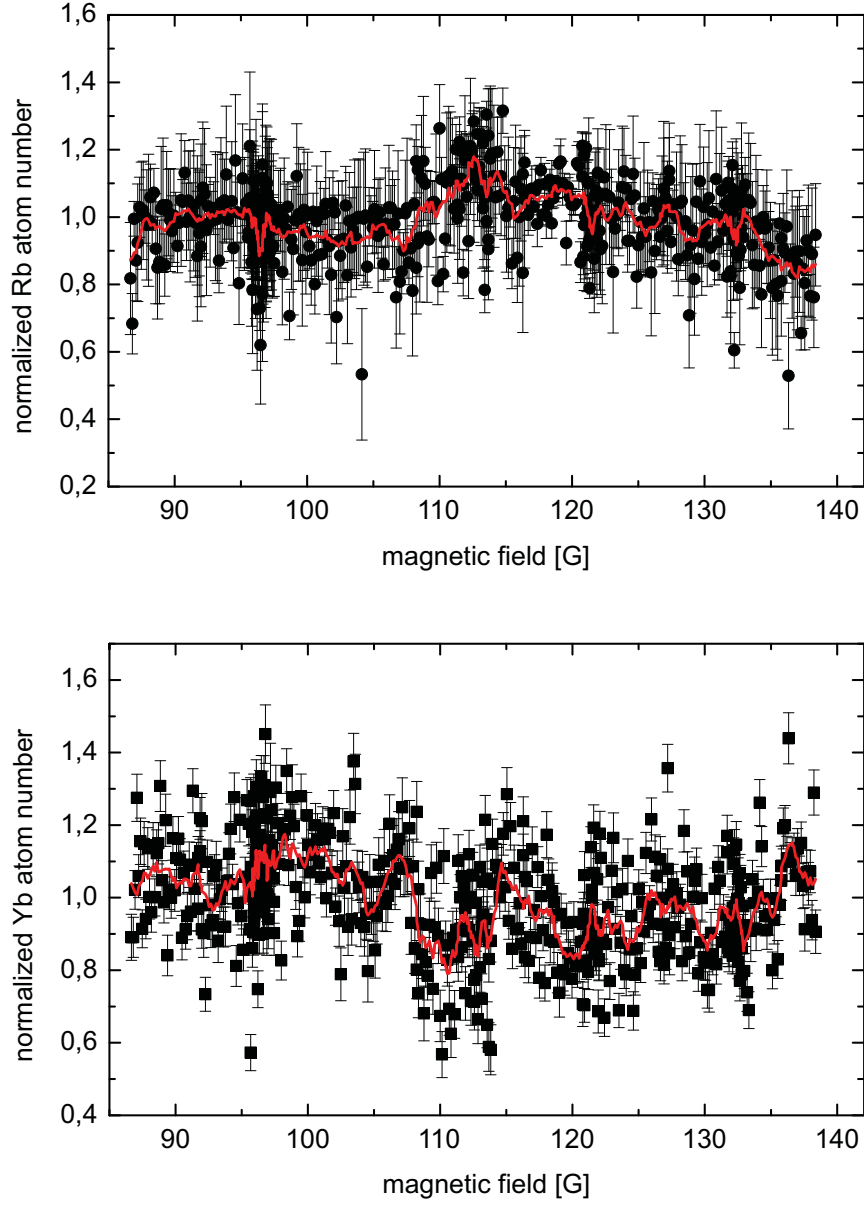 1,6
1,4
1,2
1,0
0,8
0,6
0,4
0,2
normalized Rb atom number
90 100 110 120 130 140
magnetic field [G]
1,6
1,4
1,2
1,0
0,8
0,6
0,4
normalized Yb atom number
90 100 110 120 130 140
magnetic field [G]